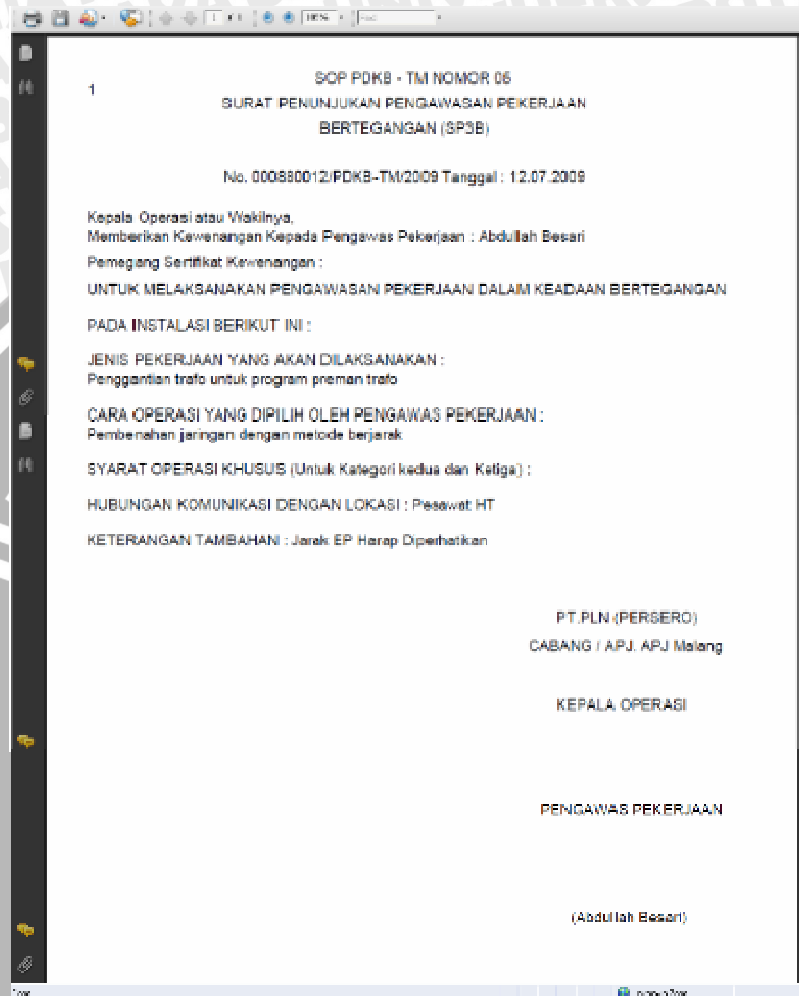 1
SOP PDKB - TM NOMOR 06
SURAT PENUNJUKAN PENGAWASAN PEKERJAAN
BERTEGANGAN (SP3B)
No. 000880012/PDKB-TM/2009 Tanggal : 12.07.2009
Kepala Operasi atau Wakilnya,
Memberikan Kewenangan Kepada Pengawas Pekerjaan : Abdullah Besari
Pemegang Sertifikat Kewenangan :
UNTUK MELAKSANAKAN PENGAWASAN PEKERJAAN DALAM KEADAAN BERTEGANGAN
PADA INSTALASI BERIKUT INI :
JENIS PEKERJAAN YANG AKAN DILAKSANAKAN :
Penggantian trafo untuk program preman trafo
CARA OPERASI YANG DIPILIH OLEH PENGAWAS PEKERJAAN :
Pembenahan jaringan dengan metode berjarak
SYARAT OPERASI KHUSUS (Untuk Kategori kedua dan Ketiga) :
HUBUNGAN KOMUNIKASI DENGAN LOKASI : Pesawat HT
KETERANGAN TAMBAHAN : Jarak EP Harap Diperhatikan
PT.PLN (PERSERO)
CABANG / APJ. APJ Malang
KEPALA OPERASI
PENGAWAS PEKERJAAN
(Abdullah Besari)